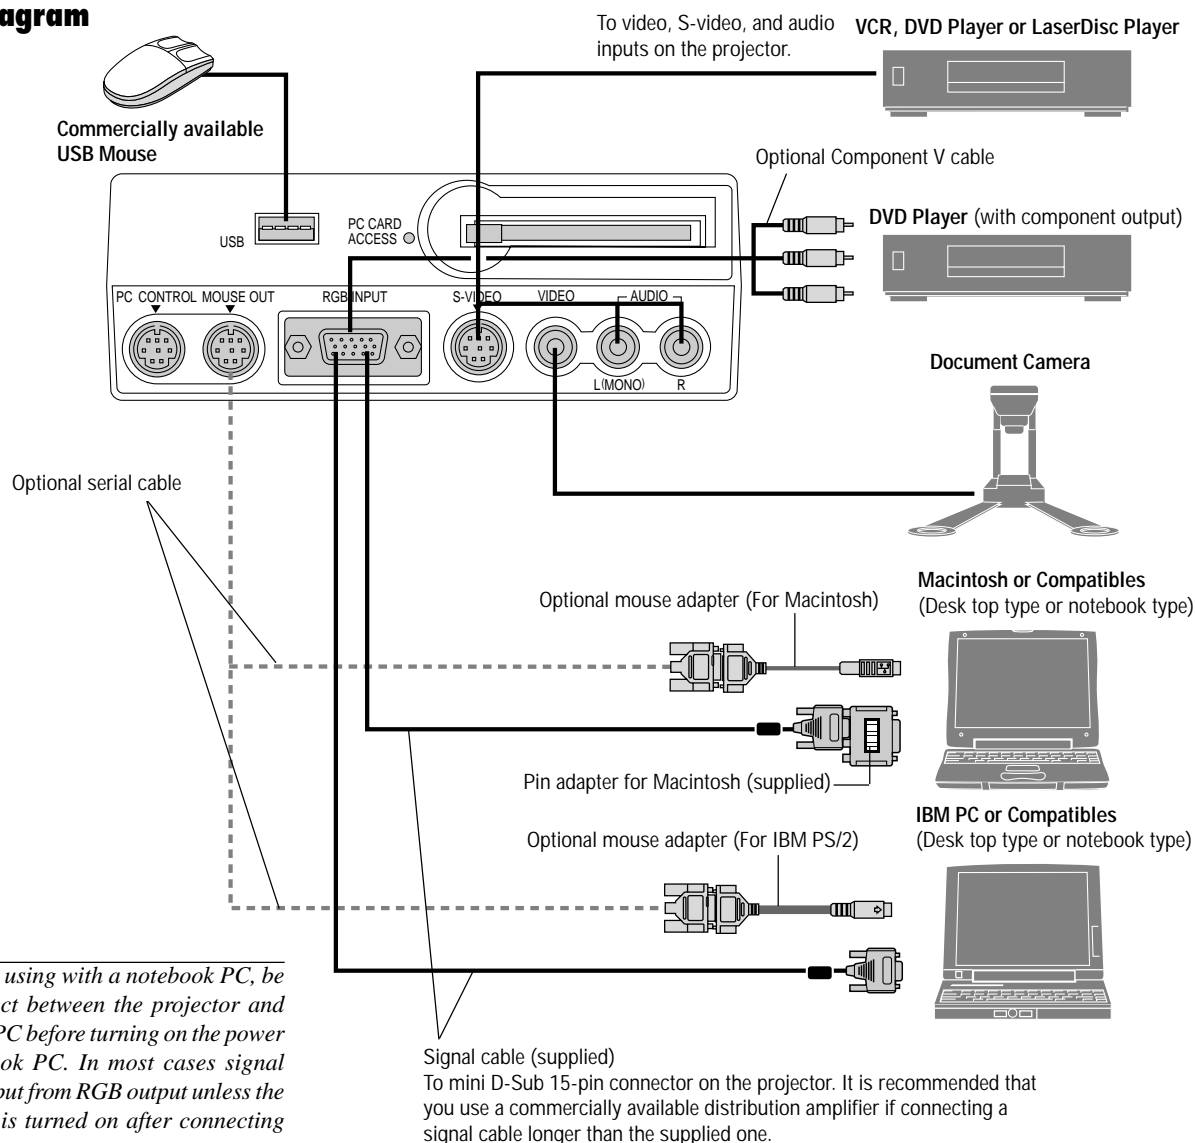 agram
To video, S-video, and audio
inputs on the projector.
VCR, DVD Player or LaserDisc Player
Commercially available
USB Mouse
Optional Component V cable
DVD Player (with component output)
USB
PC CARD
ACCESS
PC CONTROL MOUSE OUT
RGB INPUT
S-VIDEO
VIDEO
AUDIO
L(MONO)
R
Document Camera
Optional serial cable
Macintosh or Compatibles
(Desk top type or notebook type)
Optional mouse adapter (For Macintosh)
Pin adapter for Macintosh (supplied)
IBM PC or Compatibles
(Desk top type or notebook type)
Optional mouse adapter (For IBM PS/2)
using with a notebook PC, be
ct between the projector and
PC before turning on the power
ok PC. In most cases signal
put from RGB output unless the
is turned on after connecting
Signal cable (supplied)
To mini D-Sub 15-pin connector on the projector. It is recommended that
you use a commercially available distribution amplifier if connecting a
signal cable longer than the supplied one.